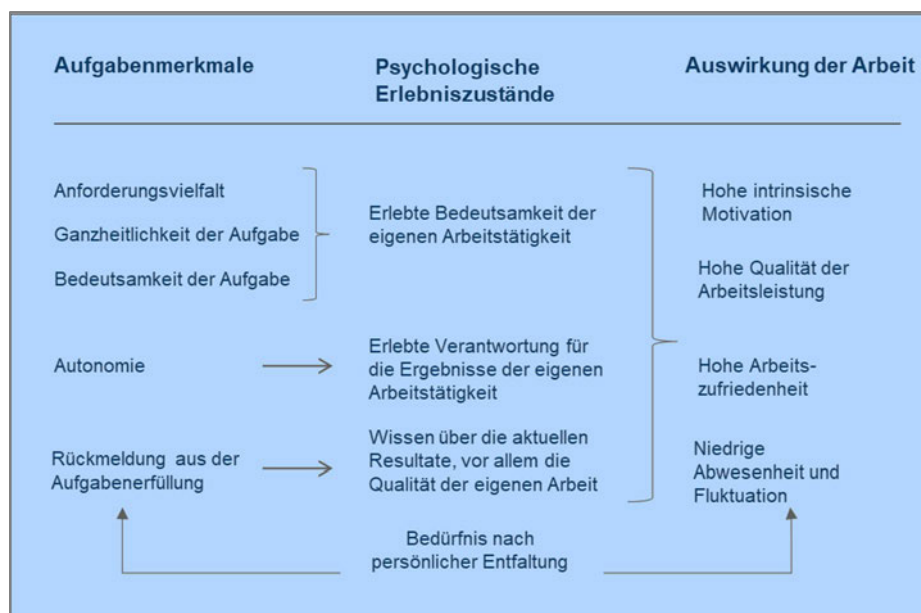 Aufgabenmerkmale
Psychologische
Erlebniszustände
Auswirkung der Arbeit
Anforderungsvielfalt
Ganzheitlichkeit der Aufgabe
Bedeutsamkeit der Aufgabe
Erlebte Bedeutsamkeit der
eigenen Arbeitstätigkeit
Hohe intrinsische
Motivation
Hohe Qualität der
Arbeitsleistung
Autonomie
Erlebte Verantwortung für
die Ergebnisse der eigenen
Arbeitstätigkeit
Hohe Arbeits-
zufriedenheit
Rückmeldung aus der
Aufgabenerfüllung
Wissen über die aktuellen
Resultate, vor allem die
Qualität der eigenen Arbeit
Niedrige
Abwesenheit und
Fluktuation
Bedürfnis nach
persönlicher Entfaltung